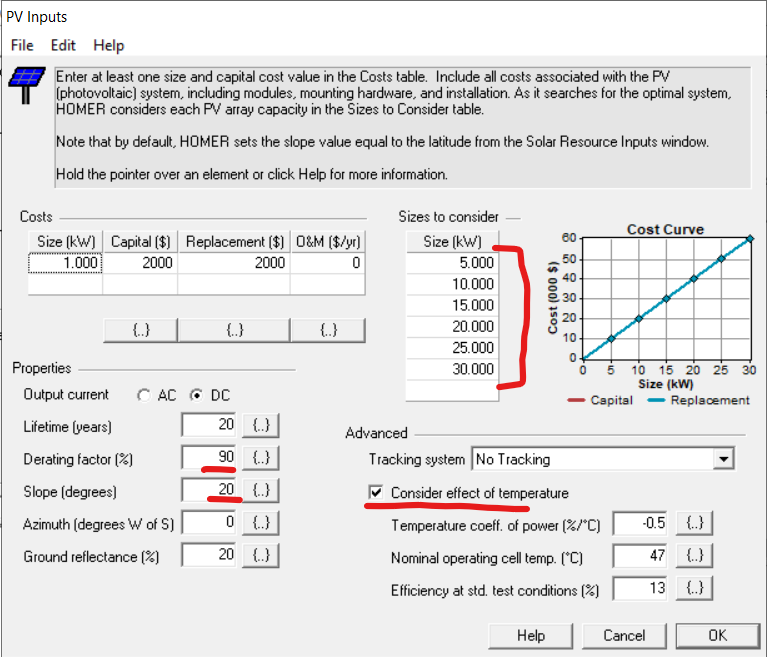 PV Inputs
File Edit Help
Enter at least one size and capital cost value in the Costs table. Include all costs associated with the PV
(photovoltaic) system, including modules, mounting hardware, and installation. As it searches for the optimal system,
HOMER considers each PV array capacity in the Sizes to Consider table.
Note that by default, HOMER sets the slope value equal to the latitude from the Solar Resource Inputs window.
Hold the pointer over an element or click Help for more information.
Costs
Size (kW) Capital ($) Replacement ($) O&M ($/yr)
1.000 2000 2000 0
{..} {..} {..}
Sizes to consider
Size (kW)
5.000
10.000
15.000
20.000
25.000
30.000
Cost Curve
Cost (000 $)
60
50
40
30
20
10
0
0 5 10 15 20 25 30
Size (kW)
Capital Replacement
Properties
Output current AC DC
Lifetime (years) 20 {..}
Derating factor (%) 90 {..}
Slope (degrees) 20 {..}
Azimuth (degrees W of S) 0 {..}
Ground reflectance (%) 20 {..}
Advanced
Tracking system No Tracking
Consider effect of temperature
Temperature coeff. of power (%/°C) -0.5 {..}
Nominal operating cell temp. (°C) 47 {..}
Efficiency at std. test conditions (%) 13 {..}
Help Cancel OK